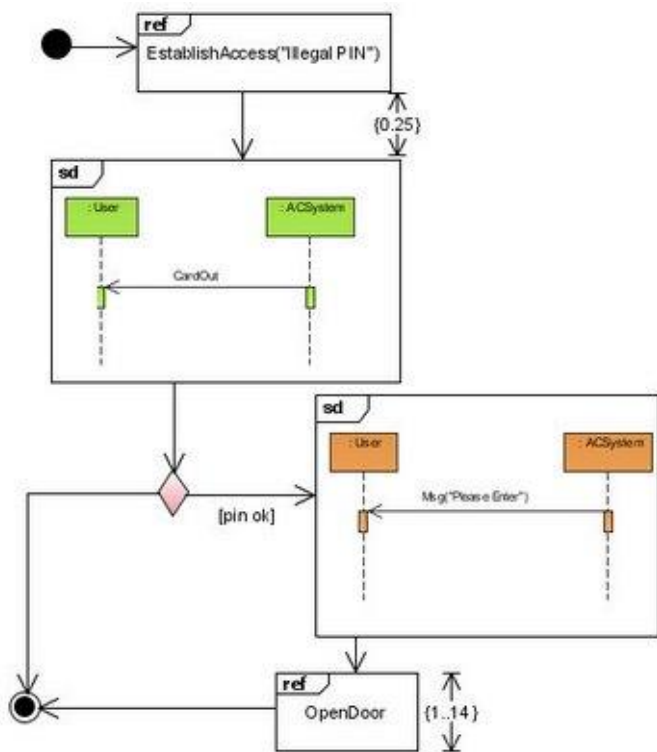 ref
EstablishAccess("Illegal PIN")
{0.25}
sd
: User
: ACSystem
CardOut
sd
: User
: ACSystem
Msg("Please Enter")
[pin ok]
ref
OpenDoor
{1..14}